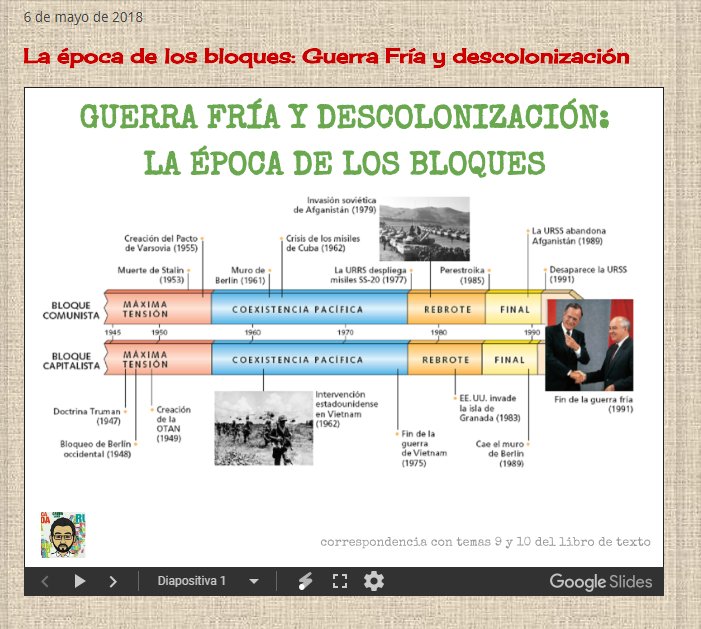 6 de mayo de 2018
La época de los bloques: Guerra Fría y descolonización
GUERRA FRÍA Y DESCOLONIZACIÓN:
LA ÉPOCA DE LOS BLOQUES
Invasión soviética
de Afganistán (1979)
Creación del Pacto
de Varsovia (1955)
Crisis de los misiles
de Cuba (1962)
La URSS abandona
Afganistán (1989)
Muerte de Stalin
(1953)
Muro de
Berlín (1961)
La URRS despliega
misiles SS-20 (1977)
Perestroika
(1985)
Desaparece la URSS
(1991)
BLOQUE
COMUNISTA
MÁXIMA
TENSIÓN
COEXISTENCIA PACÍFICA
REBROTE
FINAL
1945
1950
1960
1970
1980
1990
BLOQUE
CAPITALISTA
MÁXIMA
TENSIÓN
COEXISTENCIA PACÍFICA
REBROTE
FINAL
Doctrina Truman
(1947)
Bloqueo de Berlín
occidental (1948)
Creación
de la
OTAN
(1949)
Intervención
estadounidense
en Vietnam
(1962)
Fin de la
guerra
de Vietnam
(1975)
EE. UU. invade
la isla de
Granada (1983)
Cae el muro
de Berlín
(1989)
Fin de la guerra fría
(1991)
correspondencia con temas 9 y 10 del libro de texto
Diapositiva 1
Google Slides